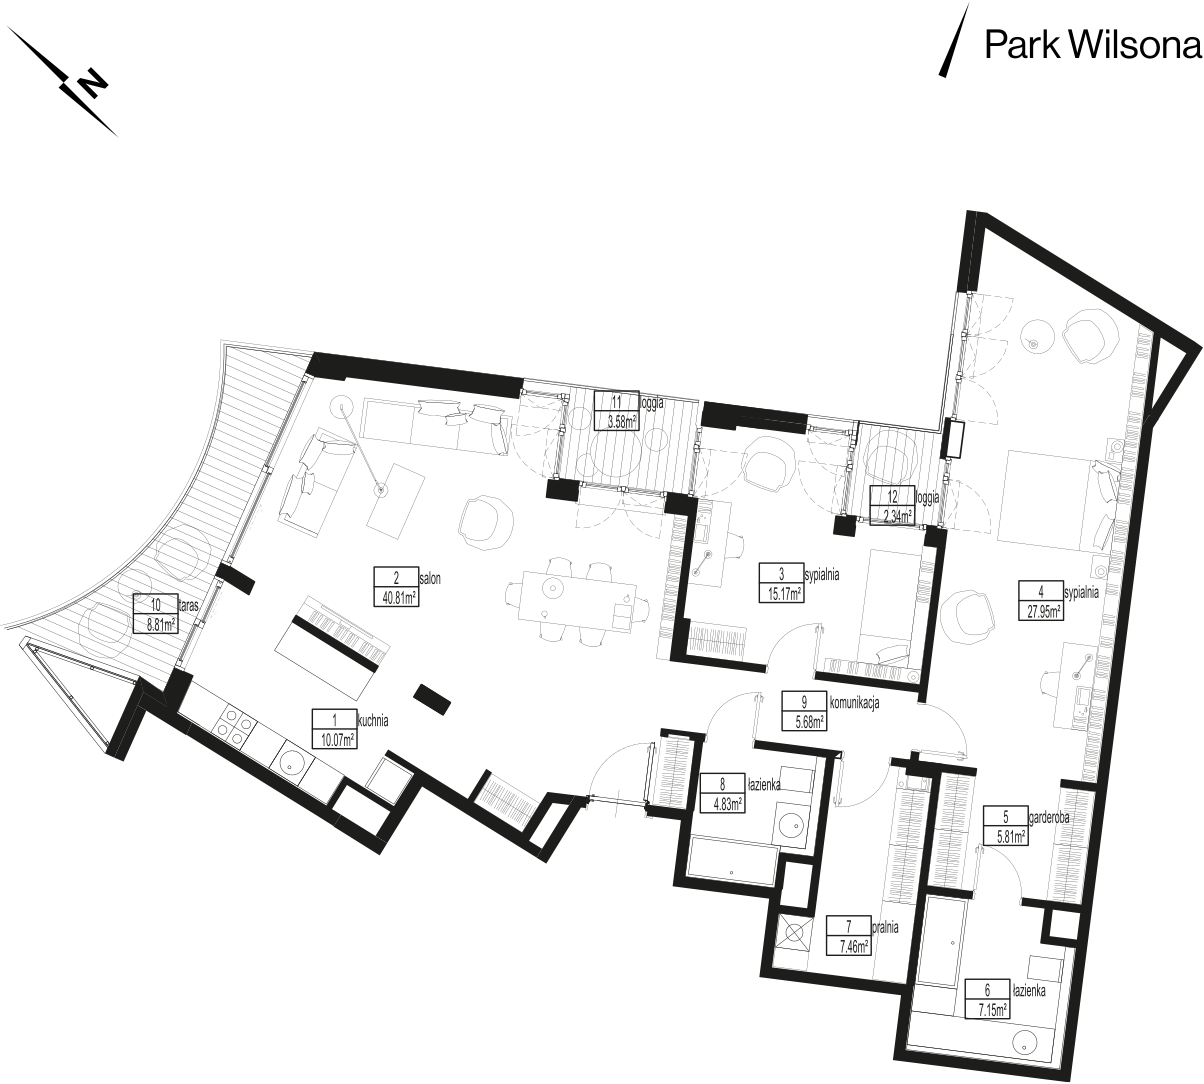 Park Wilsona
N
11 loggia
3.58m²
12 loggia
2.34m²
2 salon
40.81m²
3 sypialnia
15.17m²
4 sypialnia
27.95m²
10 taras
8.81m²
9 komunikacja
5.68m²
1 kuchnia
10.07m²
8 łazienka
4.83m²
5 garderoba
5.81m²
7 pralnia
7.46m²
6 łazienka
7.15m²